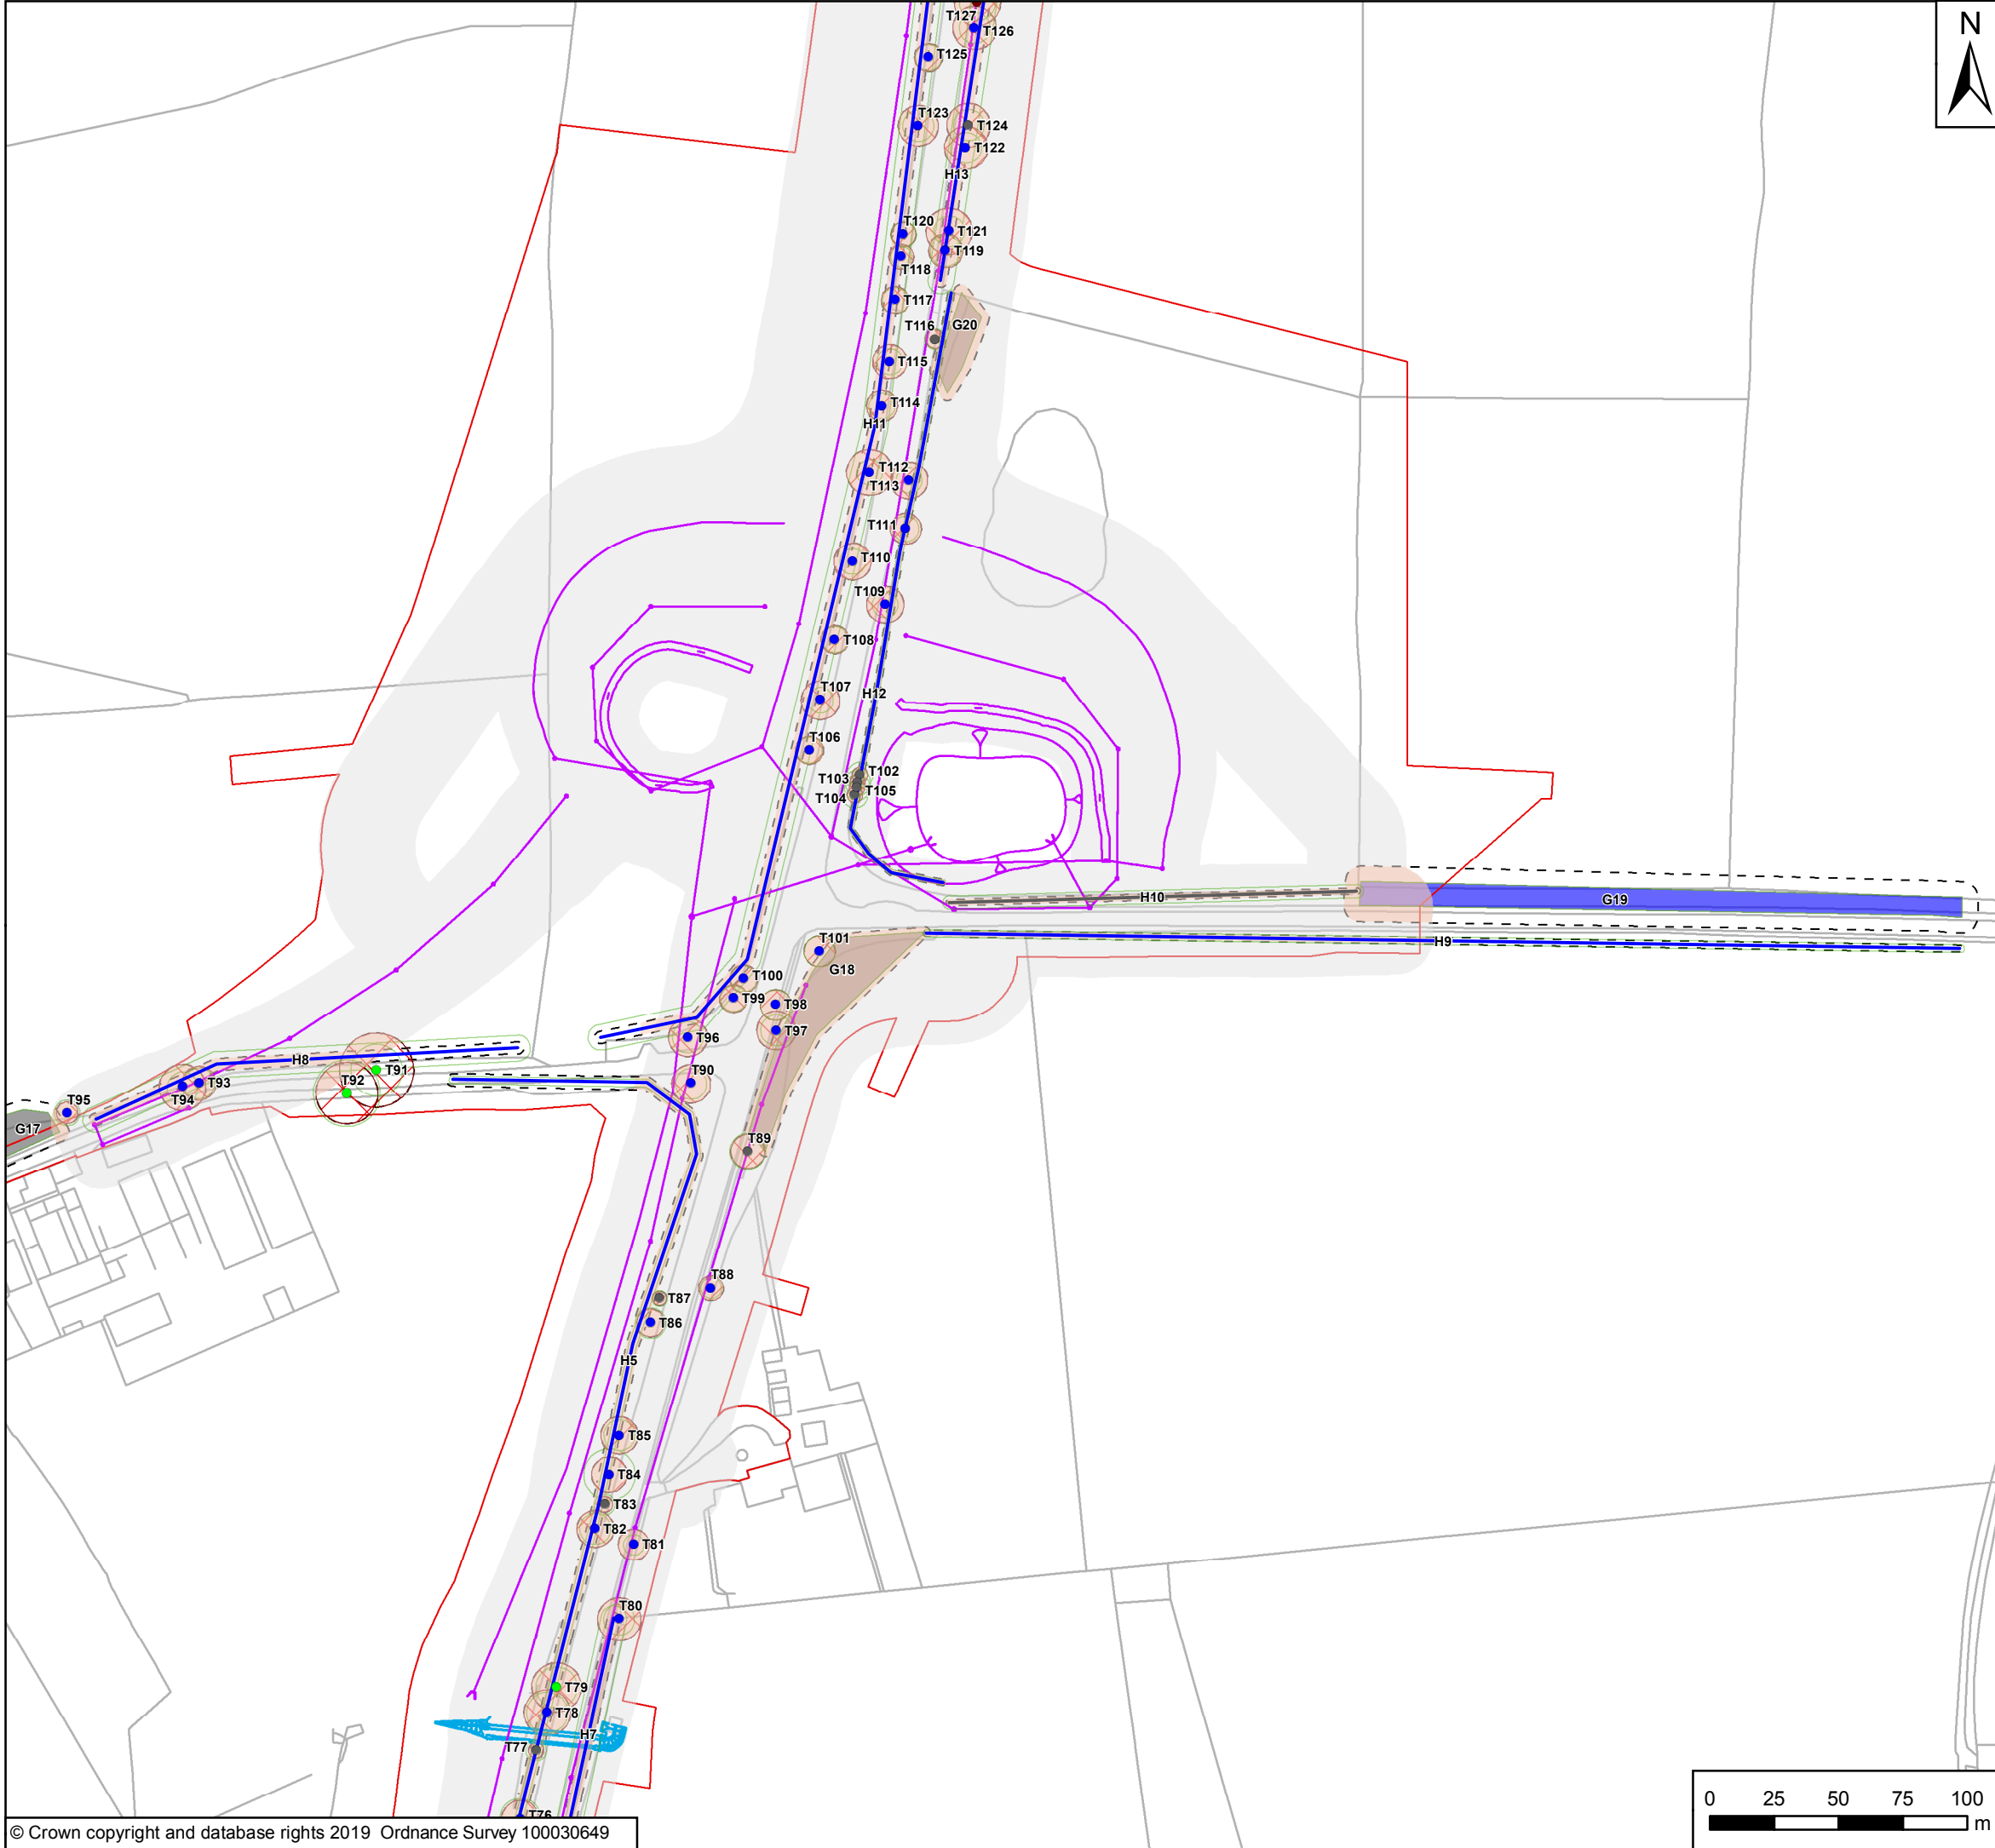 N
T127
T126
T125
T123
T124
T122
H13
T120
T121
T119
T118
T117
T116
G20
T115
T114
H11
T112
T113
T111
T110
T109
T108
H12
T107
T106
T102
T103
T105
T104
H10
G19
H9
T101
G18
T100
T99
T98
T97
T96
H8
T91
T92
T93
T94
T95
G17
T90
T89
T88
T87
T86
H5
T85
T84
T83
T82
T81
T80
T79
T78
H7
T77
T76
0 25 50 75 100
m
© Crown copyright and database rights 2019 Ordnance Survey 100030649